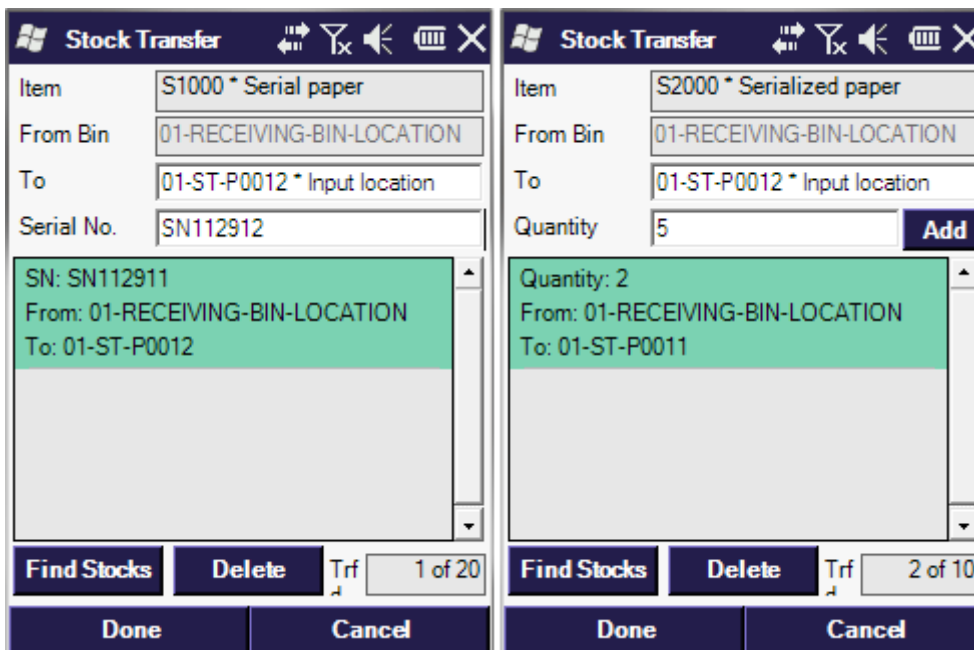 Stock Transfer
Item S1000 * Serial paper
From Bin 01-RECEIVING-BIN-LOCATION
To 01-ST-P0012 * Input location
Serial No. SN112912
SN: SN112911
From: 01-RECEIVING-BIN-LOCATION
To: 01-ST-P0012
Find Stocks Delete Trf d 1 of 20
Done Cancel
Stock Transfer
Item S2000 * Serialized paper
From Bin 01-RECEIVING-BIN-LOCATION
To 01-ST-P0012 * Input location
Quantity 5 Add
Quantity: 2
From: 01-RECEIVING-BIN-LOCATION
To: 01-ST-P0011
Find Stocks Delete Trf d 2 of 10
Done Cancel